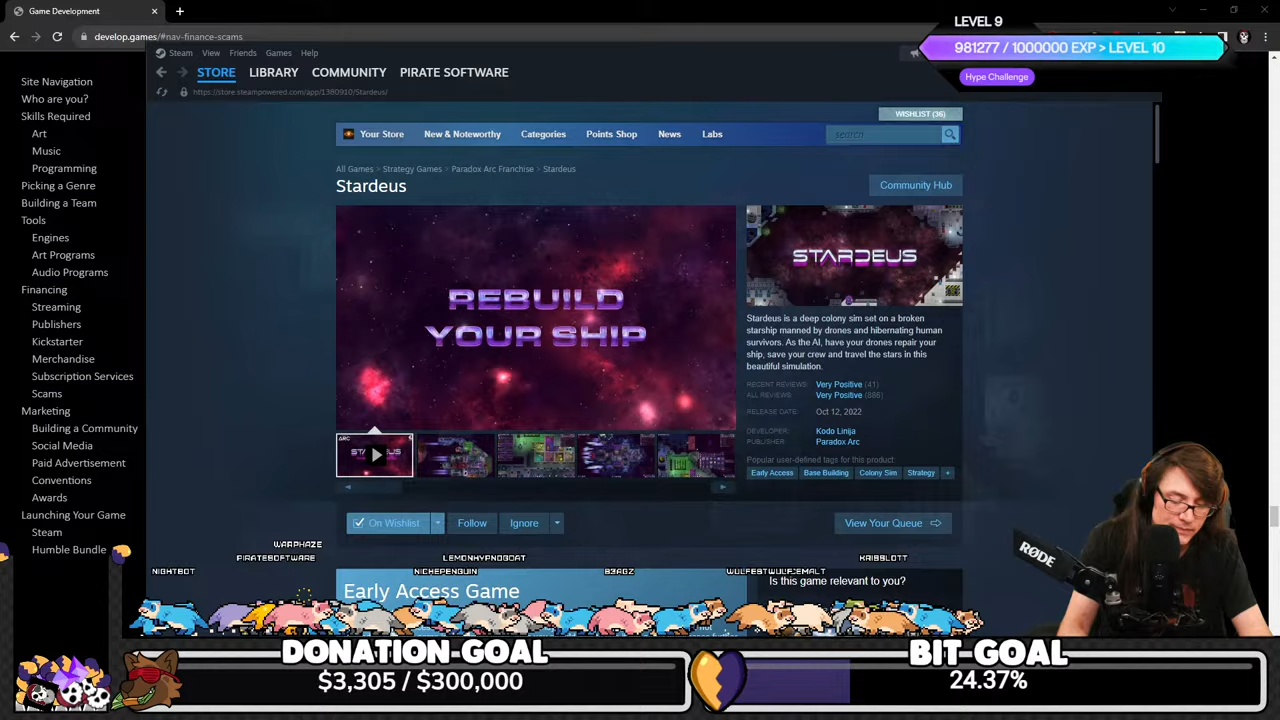 Game Development
LEVEL 9
981277 / 1000000 EXP > LEVEL 10
Hype Challenge
develop.games/#nav-finance-scams
Steam View Friends Games Help
STORE LIBRARY COMMUNITY PIRATE SOFTWARE
https://store.steampowered.com/app/1380910/Stardeus/
WISHLIST (36)
Your Store New & Noteworthy Categories Points Shop News Labs
search
All Games > Strategy Games > Paradox Arc Franchise > Stardeus
Stardeus
Community Hub
REBUILD
YOUR SHIP
STARDEUS
Stardeus is a deep colony sim set on a broken
starship manned by drones and hibernating human
survivors. As the AI, have your drones repair your
ship, save your crew and travel the stars in this
beautiful simulation.
RECENT REVIEWS: Very Positive (41)
ALL REVIEWS: Very Positive (886)
RELEASE DATE: Oct 12, 2022
DEVELOPER: Kodo Linija
PUBLISHER: Paradox Arc
Popular user-defined tags for this product:
Early Access Base Building Colony Sim Strategy +
On Wishlist Follow Ignore
View Your Queue
Early Access Game
Is this game relevant to you?
Site Navigation
Who are you?
Skills Required
Art
Music
Programming
Picking a Genre
Building a Team
Tools
Engines
Art Programs
Audio Programs
Financing
Streaming
Publishers
Kickstarter
Merchandise
Subscription Services
Scams
Marketing
Building a Community
Social Media
Paid Advertisement
Conventions
Awards
Launching Your Game
Steam
Humble Bundle
WARPHAZE
PIRATESOFTWARE
NIGHTBOT
LEMONHYPNOGOAT
NICHEPENGUIN
KRISSLOTT
RØDE
DONATION GOAL
$3,305 / $300,000
BIT GOAL
24.37%